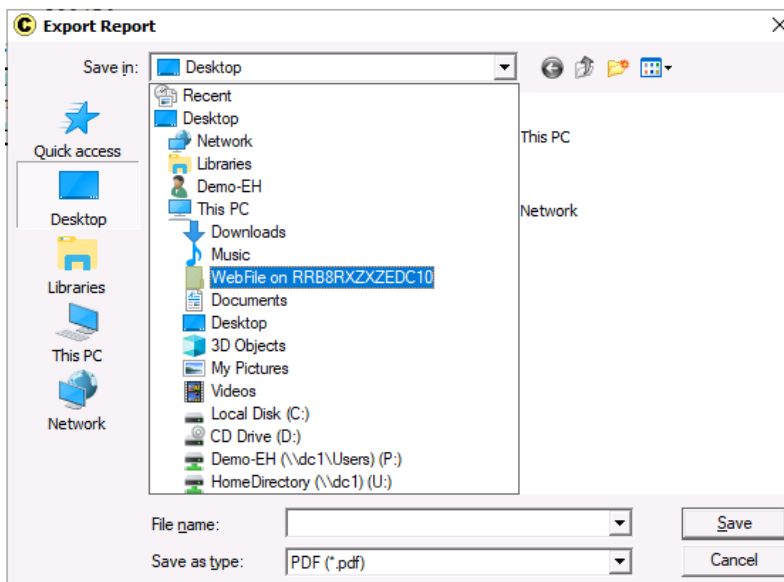 Export Report
Save in:
Desktop
Recent
Desktop
Network
Libraries
Demo-EH
This PC
Downloads
Music
WebFile on RRB8RXZXZEDC10
Documents
Desktop
3D Objects
My Pictures
Videos
Local Disk (C:)
CD Drive (D:)
Demo-EH (\\dc1\Users) (P:)
HomeDirectory (\\dc1) (U:)
Quick access
Desktop
Libraries
This PC
Network
This PC
Network
File name:
Save
Save as type:
PDF (*.pdf)
Cancel